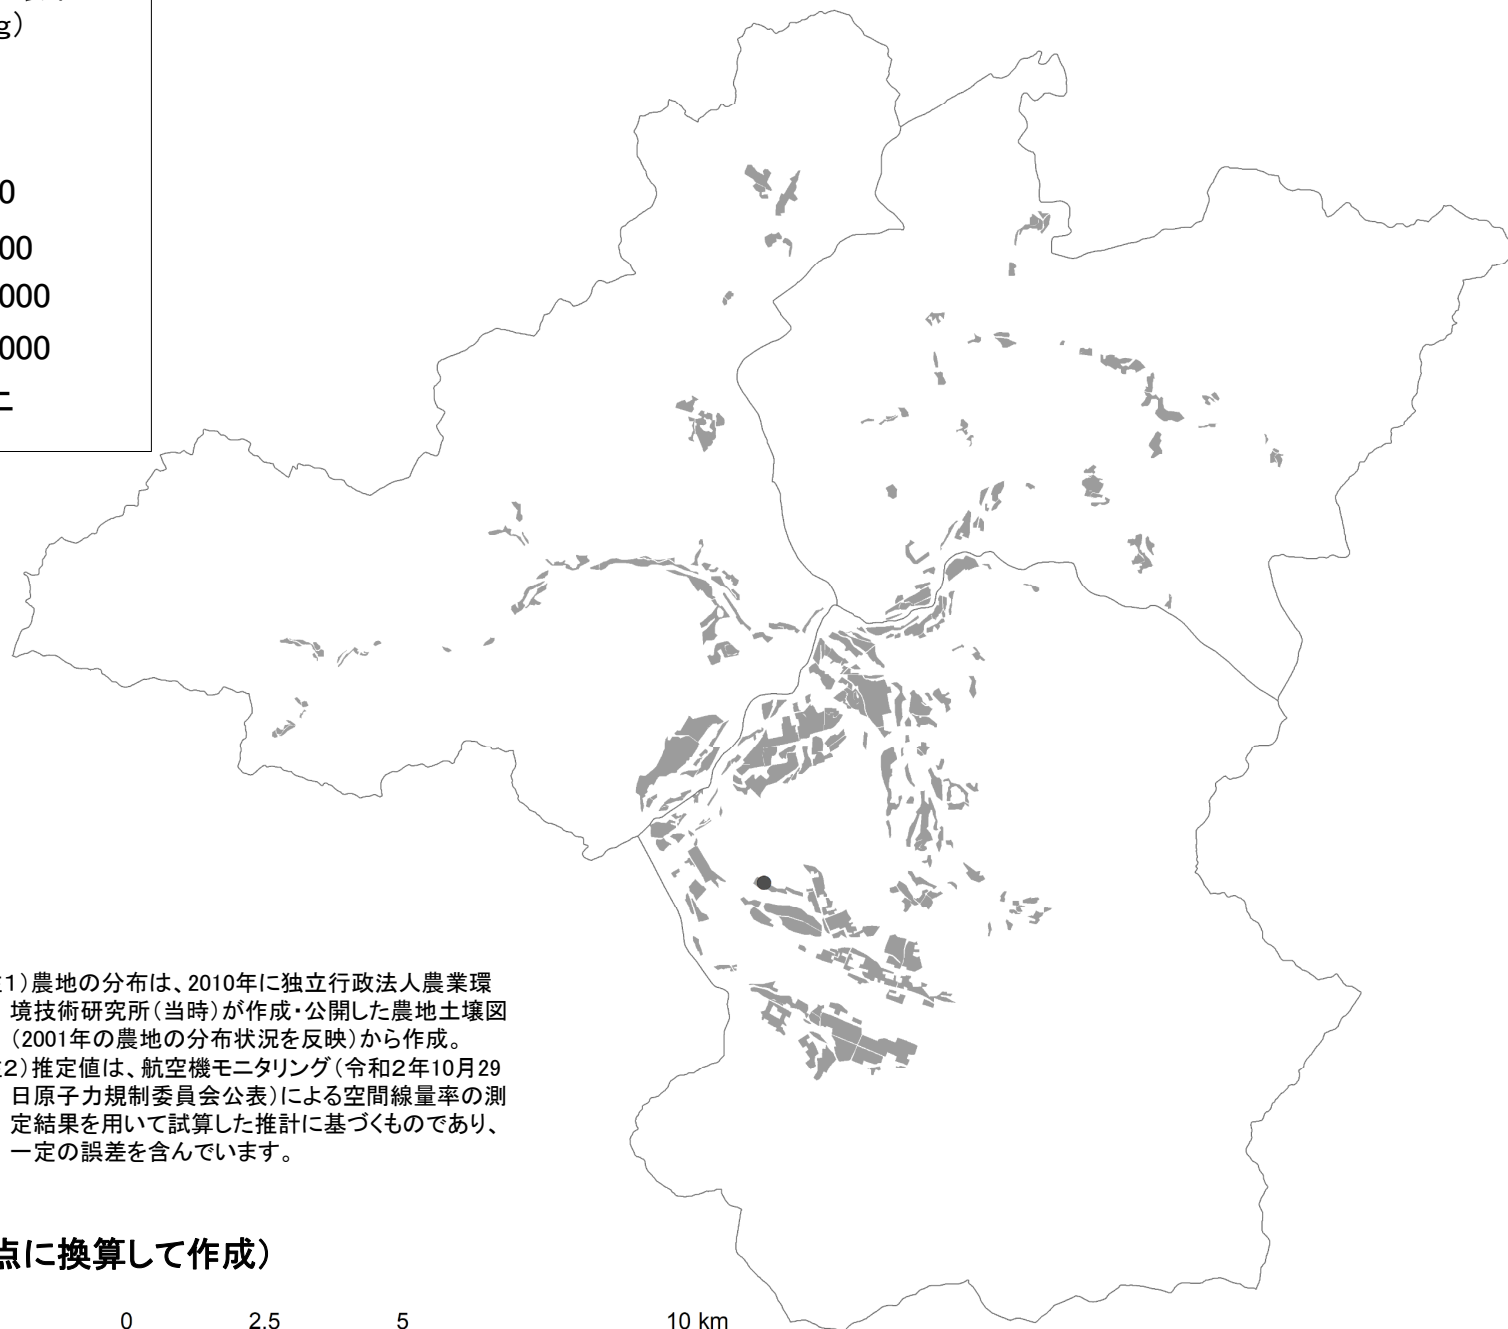 g）
0
00
000
000
上
1）農地の分布は、2010年に独立行政法人農業環
境技術研究所（当時）が作成・公開した農地土壌図
（2001年の農地の分布状況を反映）から作成。
2）推定値は、航空機モニタリング（令和２年10月29
日原子力規制委員会公表）による空間線量率の測
定結果を用いて試算した推計に基づくものであり、
一定の誤差を含んでいます。
点に換算して作成）
0 2.5 5 10 km